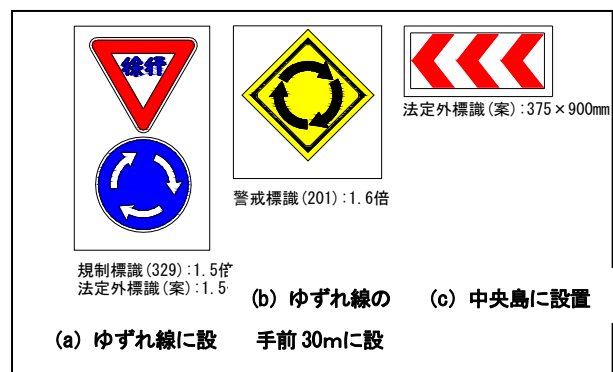 徐行
法定外標識(案):375×900mm
警戒標識(201):1.6倍
規制標識(329):1.5倍
法定外標識(案):1.5
(b) ゆずれ線の
(c) 中央島に設置
(a) ゆずれ線に設
手前30mに設